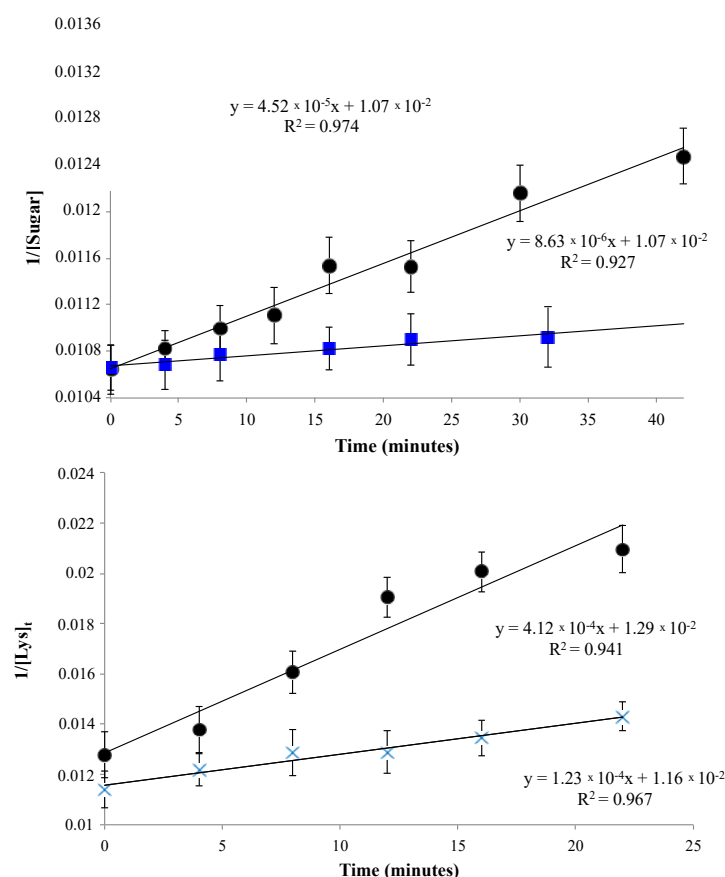 0.0136
0.0132
0.0128
0.0124
0.012
0.0116
0.0112
0.0108
0.0104
1/[Sugar]
y = 4.52 x 10-5x + 1.07 x 10-2
R2 = 0.974
y = 8.63 x 10-6x + 1.07 x 10-2
R2 = 0.927
0 5 10 15 20 25 30 35 40
Time (minutes)
0.024
0.022
0.02
0.018
0.016
0.014
0.012
0.01
1/[Lys]t
y = 4.12 x 10-4x + 1.29 x 10-2
R2 = 0.941
y = 1.23 x 10-4x + 1.16 x 10-2
R2 = 0.967
0 5 10 15 20 25
Time (minutes)